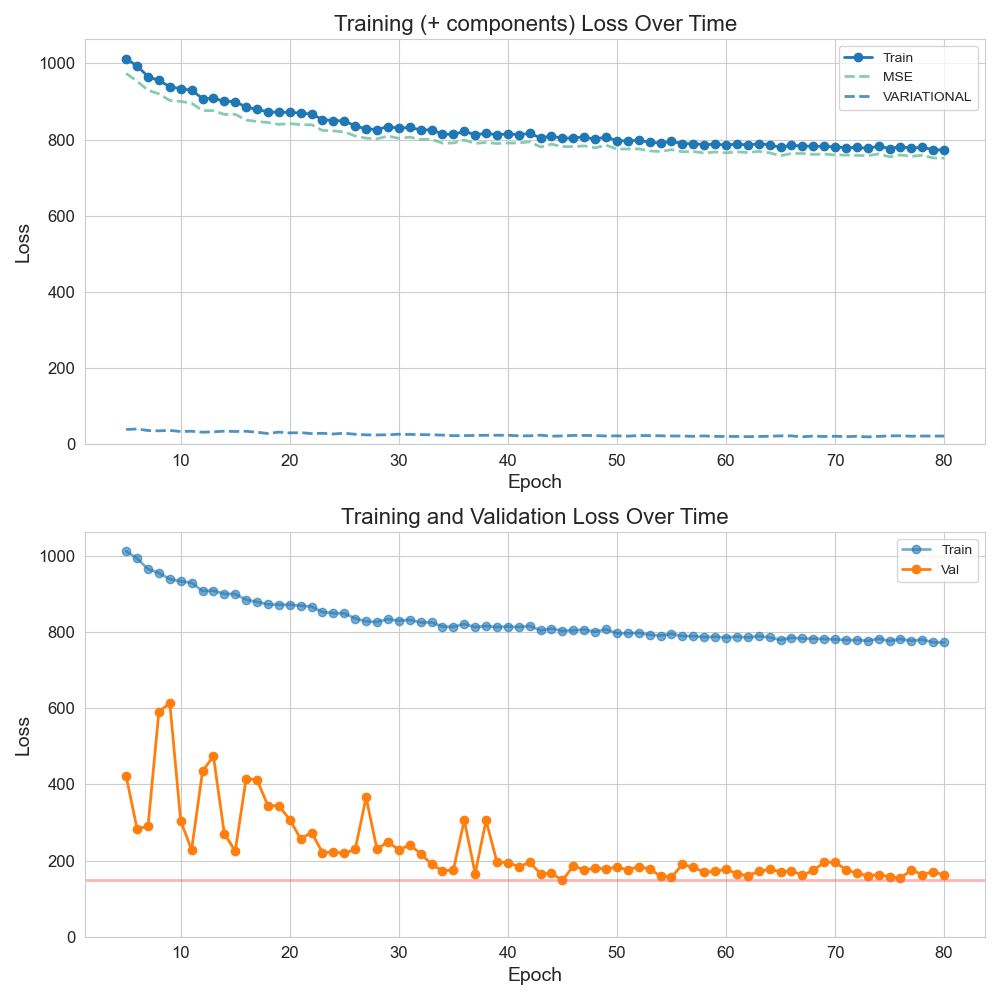 Training (+ components) Loss Over Time
Train
MSE
VARIATIONAL
Loss
1000
800
600
400
200
0
10 20 30 40 50 60 70 80
Epoch
Training and Validation Loss Over Time
Train
Val
Loss
1000
800
600
400
200
0
10 20 30 40 50 60 70 80
Epoch